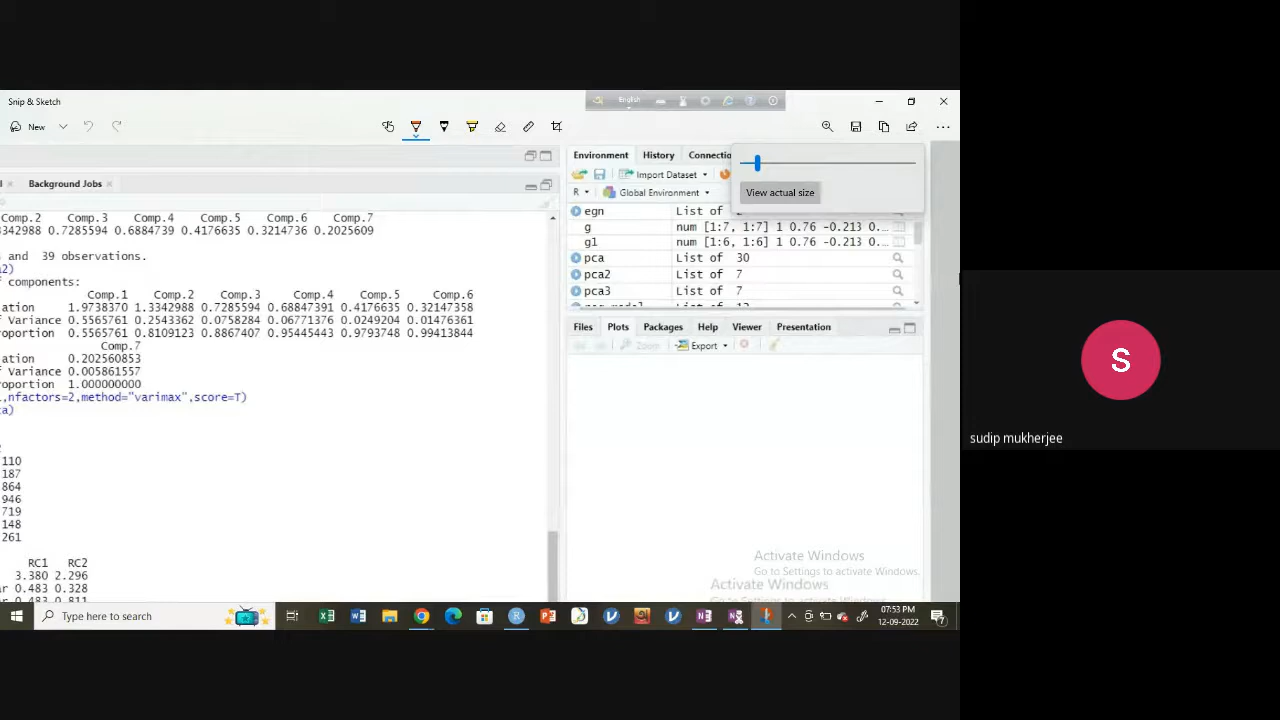 Snip & Sketch
English
New
Environment
History
Connectio
Background Jobs
Import Dataset
R
Global Environment
View actual size
egn List of 2
g num [1:7, 1:7] 1 0.76 -0.213 0...
g1 num [1:6, 1:6] 1 0.76 -0.213 0...
pca List of 30
pca2 List of 7
pca3 List of 7
Files Plots Packages Help Viewer Presentation
Zoom Export
Comp.2 Comp.3 Comp.4 Comp.5 Comp.6 Comp.7
3342988 0.7285594 0.6884739 0.4176635 0.3214736 0.2025609
s and 39 observations.
a2)
f components:
Comp.1 Comp.2 Comp.3 Comp.4 Comp.5 Comp.6
ation 1.9738370 1.3342988 0.7285594 0.68847391 0.4176635 0.32147358
f Variance 0.5565761 0.2543362 0.0758284 0.06771376 0.0249204 0.01476361
roportion 0.5565761 0.8109123 0.8867407 0.95445443 0.9793748 0.99413844
Comp.7
ation 0.202560853
f Variance 0.005861557
roportion 1.000000000
,nfactors=2,method="varimax",score=T)
a)
110
187
864
946
719
148
261
RC1 RC2
3.380 2.296
ar 0.483 0.328
Activate Windows
Go to Settings to activate Windows.
Activate Windows
Type here to search
07:53 PM
12-09-2022
S
sudip mukherjee